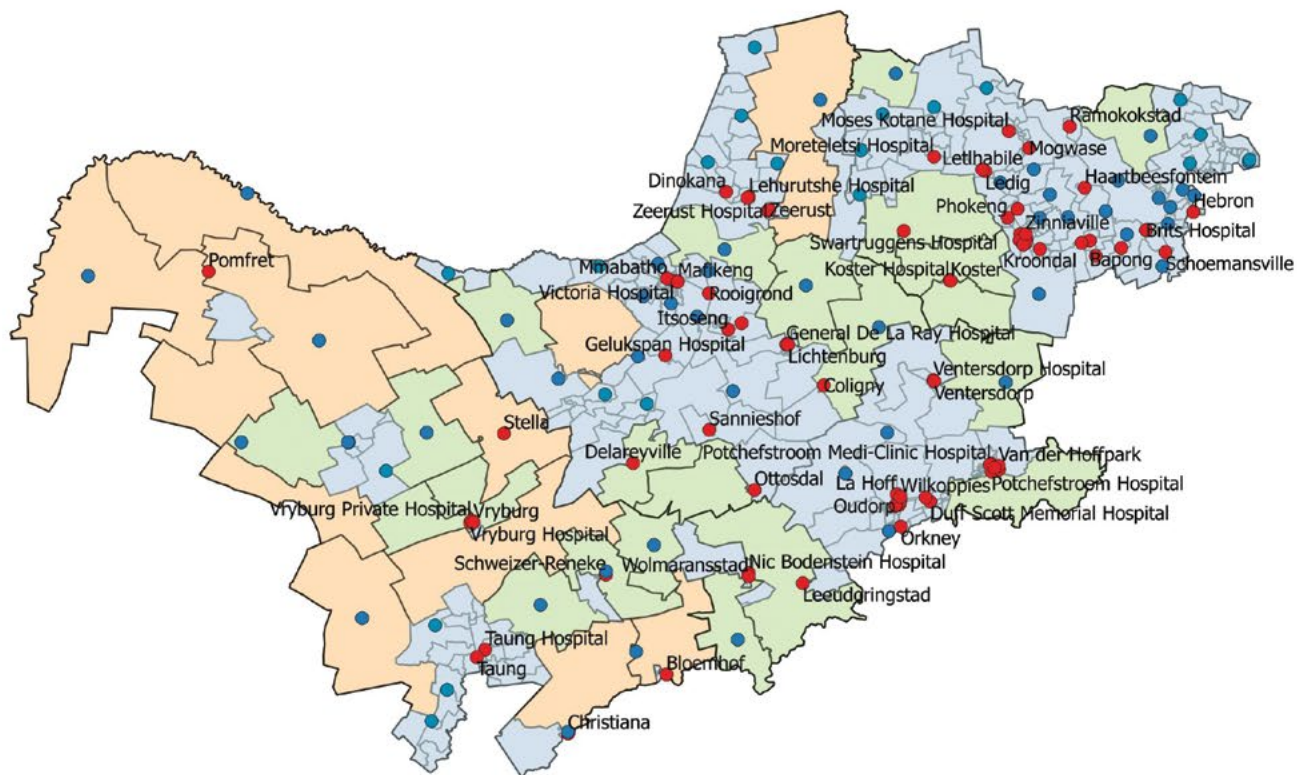 Ramokokstad
Moses Kotane Hospital
Moreteletsi Hospital
Letlhabile
Mogwase
Dinokana
Lehurutshe Hospital
Ledig
Haartbeesfontein
Zeerust Hospital
Zeerust
Phokeng
Hebron
Zinniaville
Swartruggens Hospital
Brits Hospital
Kroondal
Bapong
Schoemansville
Pomfret
Mmabatho
Mafikeng
Koster Hospital
Koster
Victoria Hospital
Rooigrond
Itsoseng
General De La Ray Hospital
Gelukspan Hospital
Lichtenburg
Ventersdorp Hospital
Coligny
Ventersdorp
Stella
Sannieshof
Delareyville
Potchefstroom Medi-Clinic Hospital
Van der Hoffpark
Ottosdal
La Hoff
Wilkoppies
Potchefstroom Hospital
Vryburg Private Hospital
Vryburg
Oudorp
Duff Scott Memorial Hospital
Vryburg Hospital
Orkney
Schweizer-Reneke
Wolmaransstad
Nic Bodenstein Hospital
Leeudoringstad
Taung Hospital
Taung
Bloemhof
Christiana